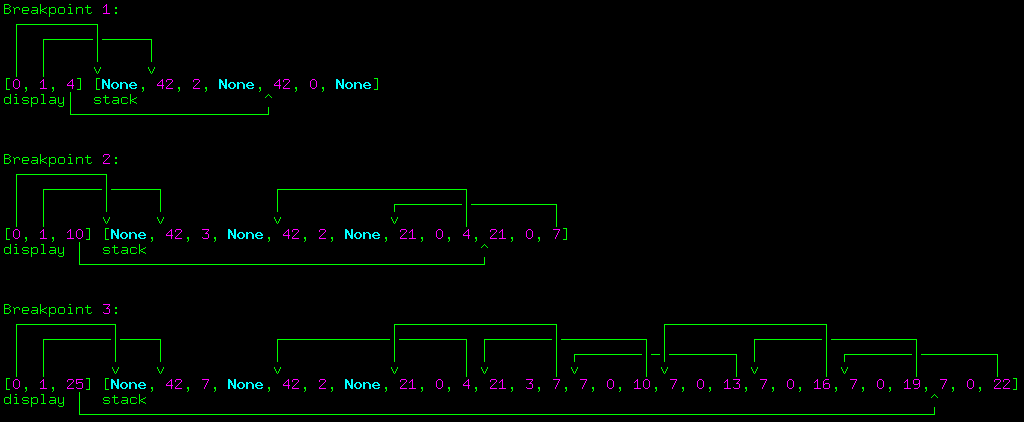 Breakpoint 1:
[0, 1, 4] [None, 42, 2, None, 42, 0, None]
display stack
Breakpoint 2:
[0, 1, 10] [None, 42, 3, None, 42, 2, None, 21, 0, 4, 21, 0, 7]
display stack
Breakpoint 3:
[0, 1, 25] [None, 42, 7, None, 42, 2, None, 21, 0, 4, 21, 3, 7, 7, 0, 10, 7, 0, 13, 7, 0, 16, 7, 0, 19, 7, 0, 22]
display stack